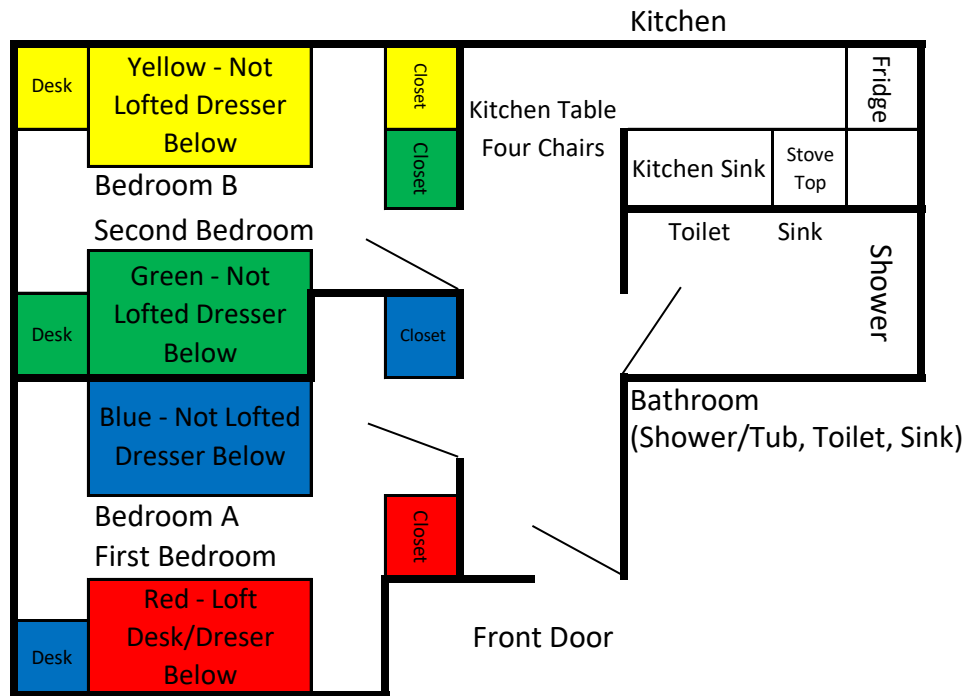 Kitchen
Desk
Yellow - Not
Lofted Dresser
Below
Closet
Closet
Kitchen Table
Four Chairs
Fridge
Kitchen Sink
Stove
Top
Bedroom B
Second Bedroom
Toilet
Sink
Shower
Desk
Green - Not
Lofted Dresser
Below
Closet
Blue - Not Lofted
Dresser Below
Bathroom
(Shower/Tub, Toilet, Sink)
Bedroom A
First Bedroom
Closet
Desk
Red - Loft
Desk/Dreser
Below
Front Door